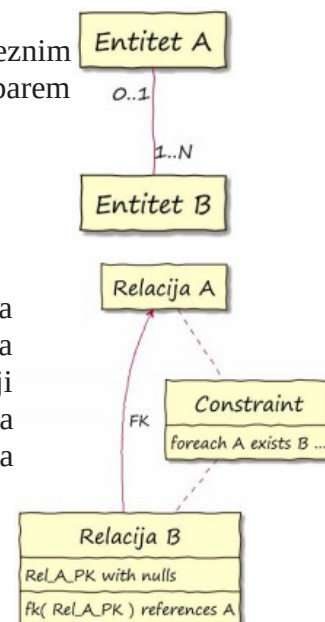 eznim
Entitet A
0..1
1..N
Entitet B
Relacija A
a
a
ji
a
a
FK
Constraint
foreach A exists B ...
Relacija B
Rel_A_PK with nulls
fk( Rel_A_PK ) references A